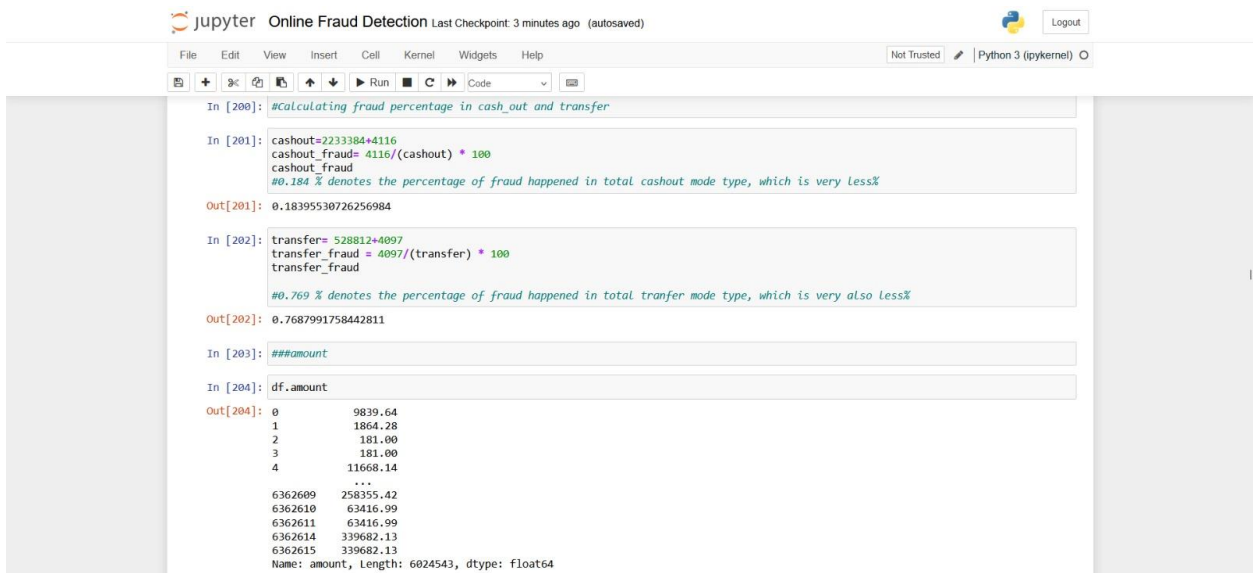 jupyter Online Fraud Detection Last Checkpoint: 3 minutes ago (autosaved)
Logout
File Edit View Insert Cell Kernel Widgets Help
Not Trusted Python 3 (ipykernel)
Run Code
In [200]: #Calculating fraud percentage in cash_out and transfer
In [201]: cashout=2233384+4116
cashout_fraud= 4116/(cashout) * 100
cashout_fraud
#0.184 % denotes the percentage of fraud happened in total cashout mode type, which is very less%
Out[201]: 0.18395530726256984
In [202]: transfer= 528812+4097
transfer_fraud = 4097/(transfer) * 100
transfer_fraud
#0.769 % denotes the percentage of fraud happened in total tranfer mode type, which is very also less%
Out[202]: 0.7687991758442811
In [203]: ###amount
In [204]: df.amount
Out[204]: 0 9839.64
1 1864.28
2 181.00
3 181.00
4 11668.14
...
6362609 258355.42
6362610 63416.99
6362611 63416.99
6362614 339682.13
6362615 339682.13
Name: amount, Length: 6024543, dtype: float64